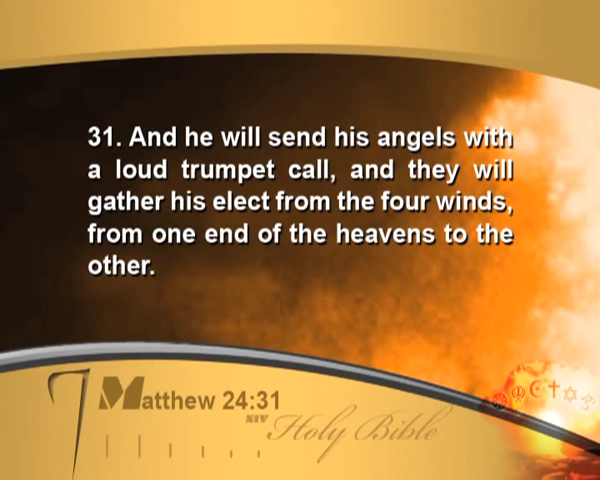 31. And he will send his angels with
a loud trumpet call, and they will
gather his elect from the four winds,
from one end of the heavens to the
other.
Matthew 24:31
NIV
Holy Bible